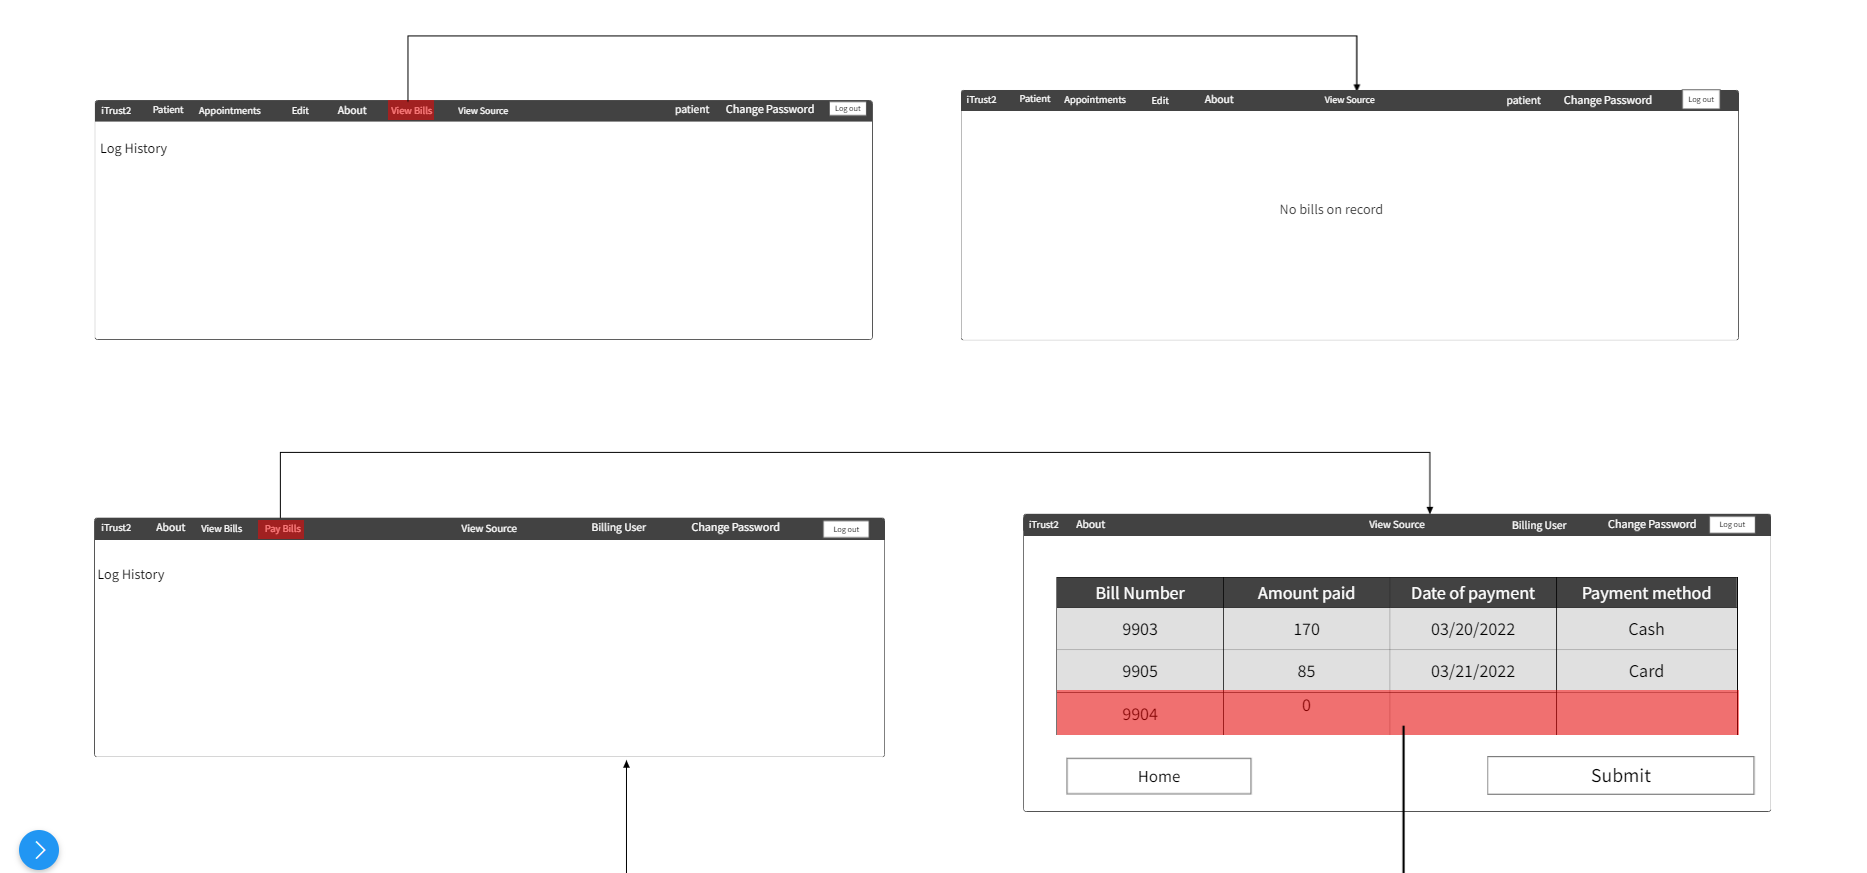 iTrust2 Patient Appointments Edit About View Bills View Source patient Change Password Log out
Log History
iTrust2 Patient Appointments Edit About View Source patient Change Password Log out
No bills on record
iTrust2 About View Bills Pay Bills View Source Billing User Change Password Log out
Log History
iTrust2 About View Source Billing User Change Password Log out
Bill Number Amount paid Date of payment Payment method
9903 170 03/20/2022 Cash
9905 85 03/21/2022 Card
9904 0
Home Submit